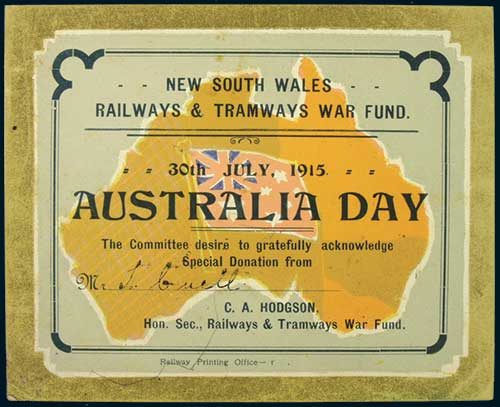 NEW SOUTH WALES
RAILWAYS & TRAMWAYS WAR FUND.
30th JULY, 1915.
AUSTRALIA DAY
The Committee desire to gratefully acknowledge
Special Donation from
Mr
C. A. HODGSON,
Hon. Sec., Railways & Tramways War Fund.
Railway Printing Office—r